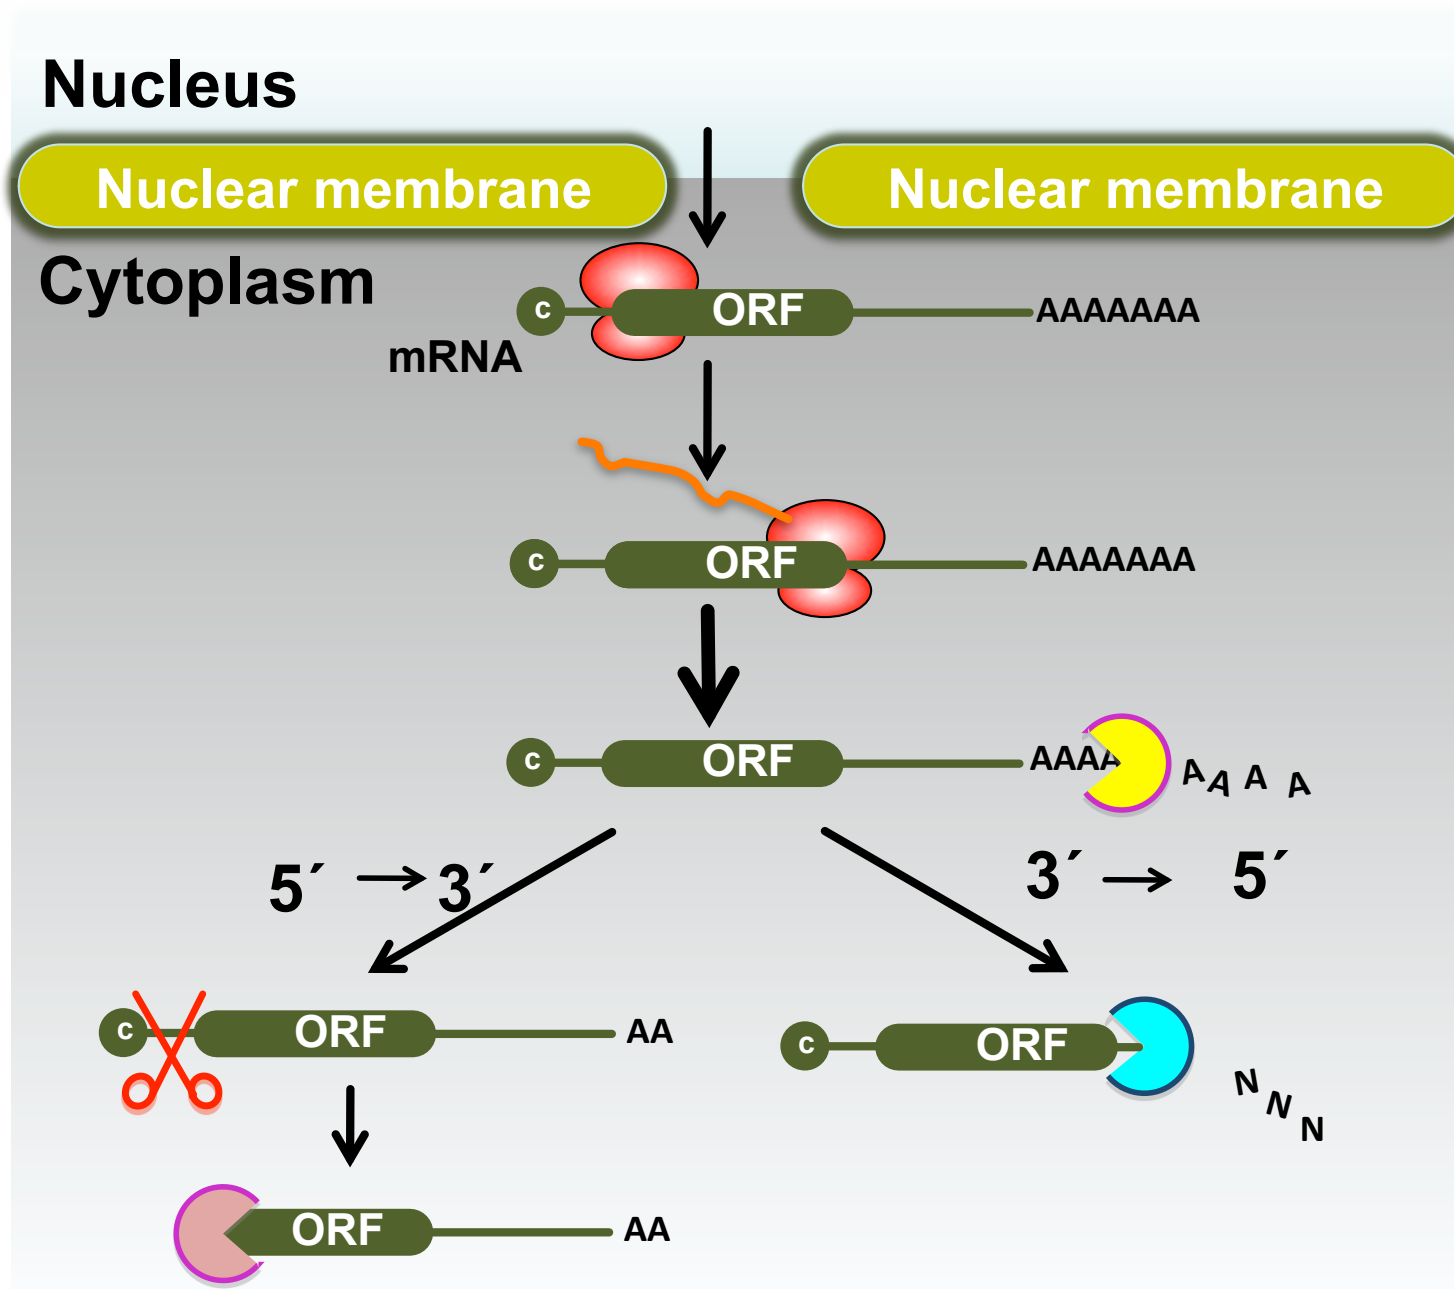 Nucleus
Nuclear membrane
Nuclear membrane
Cytoplasm
c ORF AAAAAAA
mRNA
c ORF AAAAAAA
c ORF AAAA A A A A
5´ → 3´
3´ → 5´
c ORF AA
c ORF
N N N
ORF AA